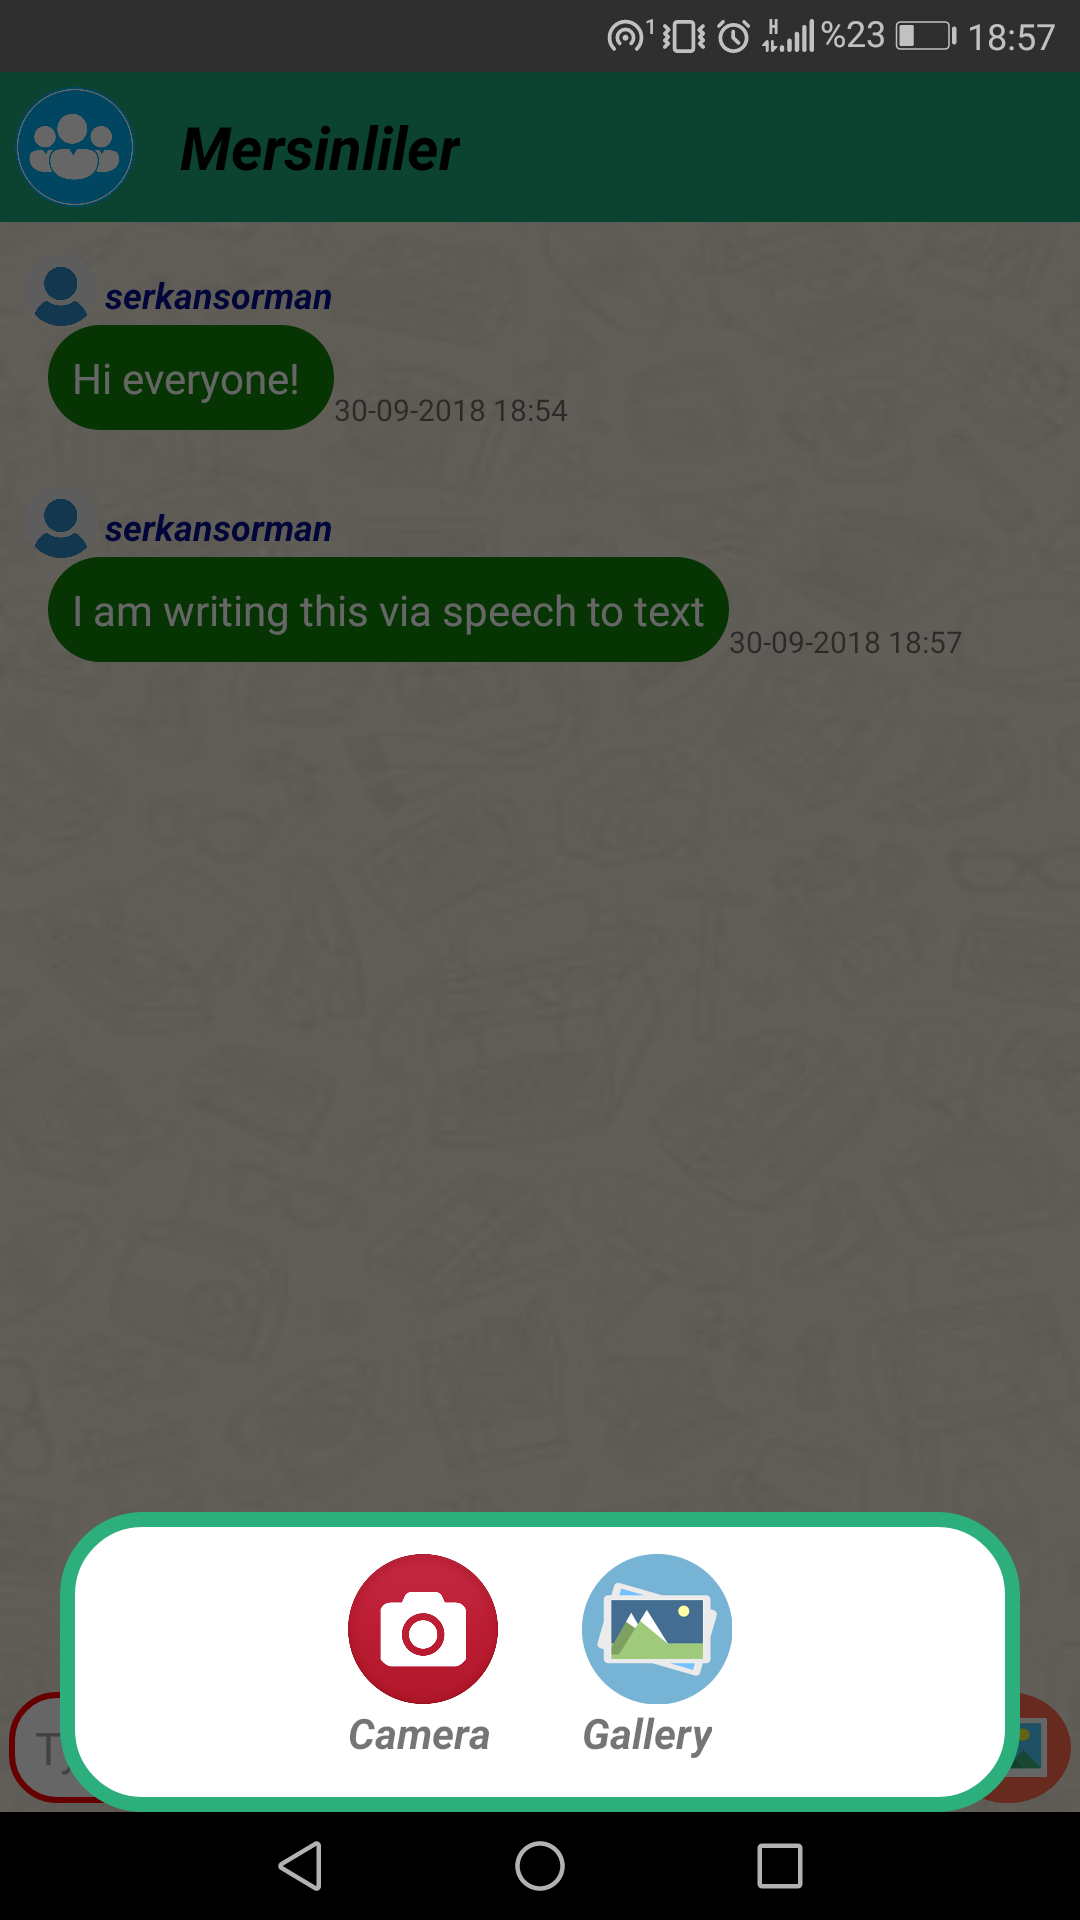 1 H %23 18:57
Mersinliler
serkansorman
Hi everyone!
30-09-2018 18:54
serkansorman
I am writing this via speech to text
30-09-2018 18:57
Camera Gallery